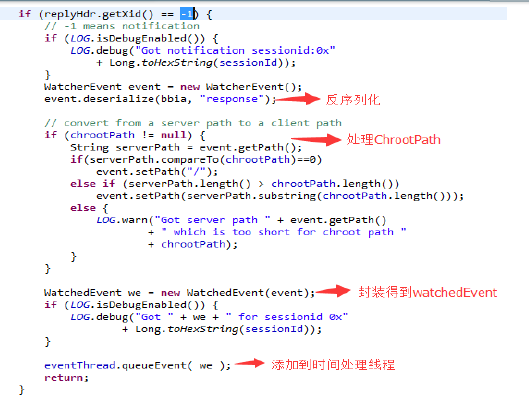 if (replyHdr.getXid() == -1) {
// -1 means notification
if (LOG.isDebugEnabled()) {
LOG.debug("Got notification sessionid:0x"
+ Long.toHexString(sessionId));
}
WatcherEvent event = new WatcherEvent();
event.deserialize(bbia, "response"); 反序列化
// convert from a server path to a client path
if (chrootPath != null) { 处理ChrootPath
String serverPath = event.getPath();
if(serverPath.compareTo(chrootPath)==0)
event.setPath("/");
else if (serverPath.length() > chrootPath.length())
event.setPath(serverPath.substring(chrootPath.length()));
else {
LOG.warn("Got server path " + event.getPath()
+ " which is too short for chroot path "
+ chrootPath);
}
}
WatchedEvent we = new WatchedEvent(event); 封装得到watchedEvent
if (LOG.isDebugEnabled()) {
LOG.debug("Got " + we + " for sessionid 0x"
+ Long.toHexString(sessionId));
}
eventThread.queueEvent( we ); 添加到时间处理线程
return;
}